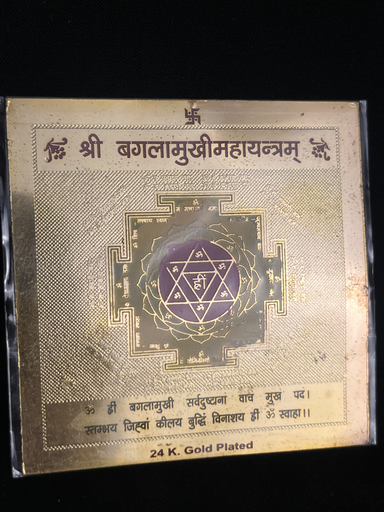 श्री बगलामुखीमहायन्त्रम्
ह्रीं
ॐ ह्री बगलामुखी सर्वदुष्टाना वाच मुख पद।
स्तम्भय जिह्वां कीलय बुद्धिं विनाशय ह्री ॐ स्वाहा।।
24 K. Gold Plated